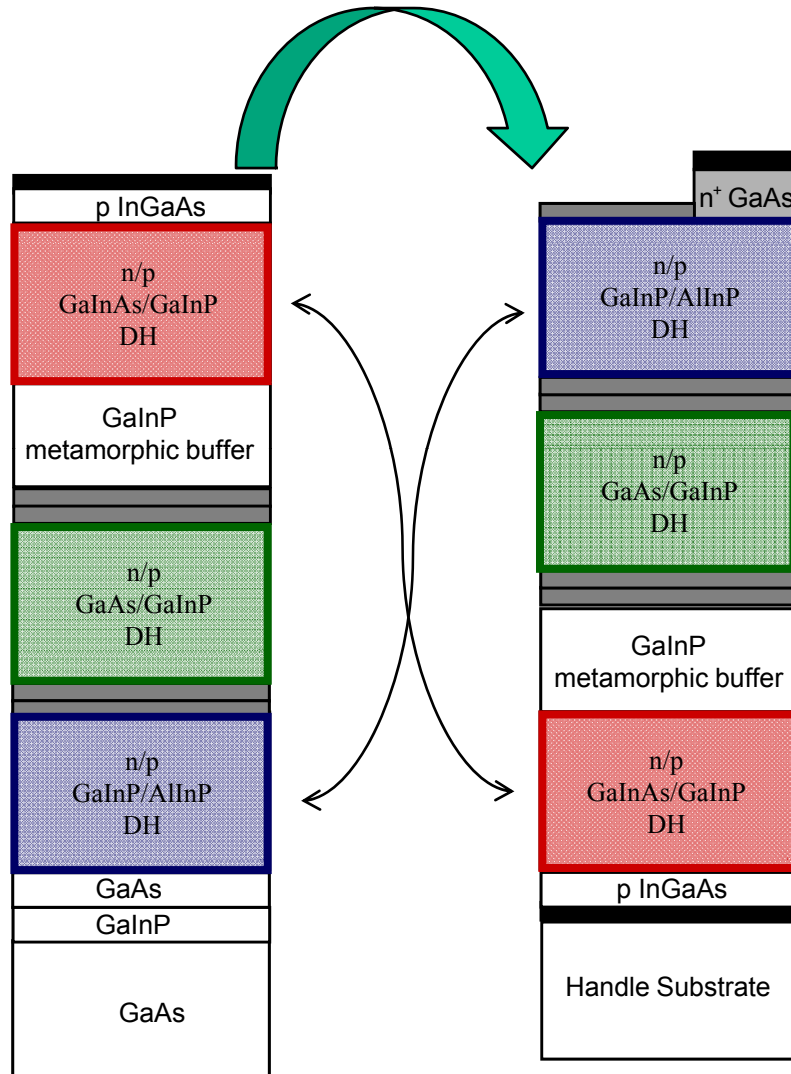 p InGaAs
n/p
GaInAs/GaInP
DH
GaInP
metamorphic buffer
n/p
GaAs/GaInP
DH
n/p
GaInP/AlInP
DH
GaAs
GaInP
GaAs
n+ GaAs
n/p
GaInP/AlInP
DH
n/p
GaAs/GaInP
DH
GaInP
metamorphic buffer
n/p
GaInAs/GaInP
DH
p InGaAs
Handle Substrate